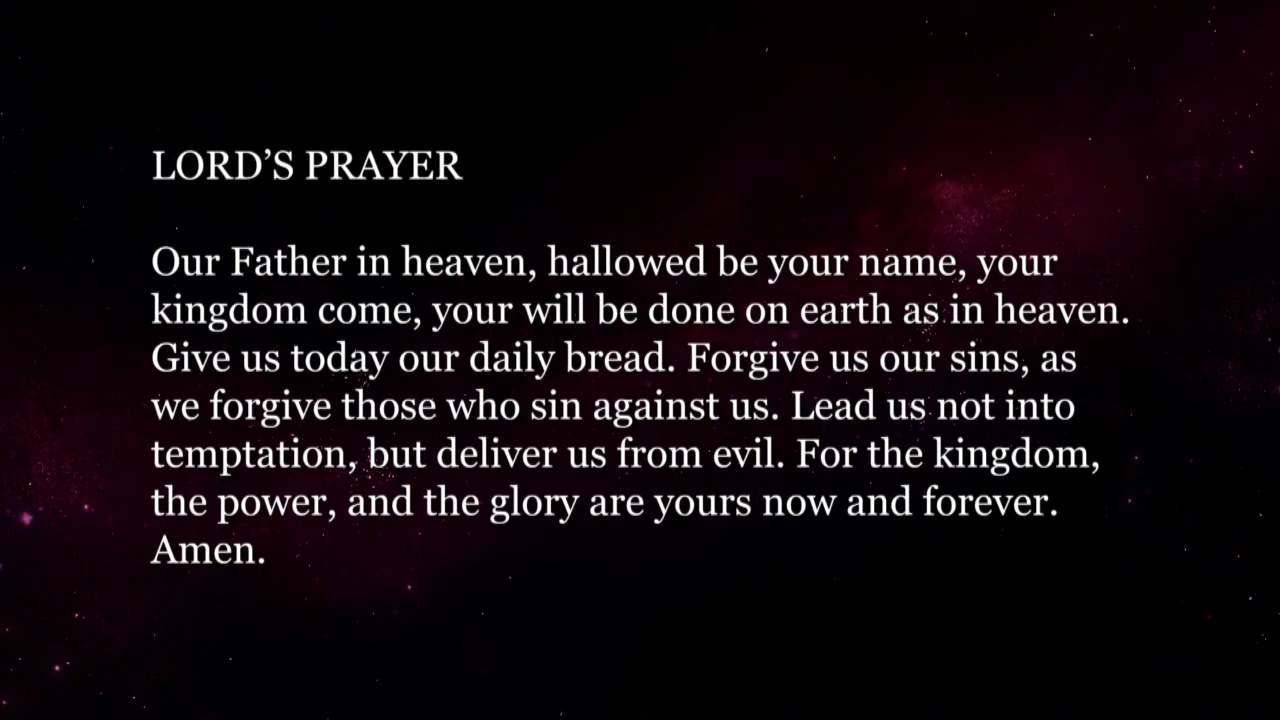 LORD’S PRAYER
Our Father in heaven, hallowed be your name, your
kingdom come, your will be done on earth as in heaven.
Give us today our daily bread. Forgive us our sins, as
we forgive those who sin against us. Lead us not into
temptation, but deliver us from evil. For the kingdom,
the power, and the glory are yours now and forever.
Amen.